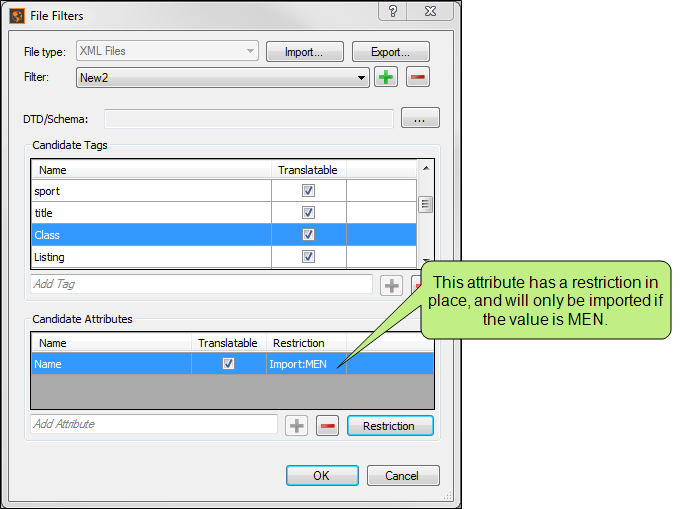 File Filters
File type: XML Files Import... Export...
Filter: New2
DTD/Schema: ...
Candidate Tags
Name Translatable
sport
title
Class
Listing
Add Tag
This attribute has a restriction in
place, and will only be imported if
the value is MEN.
Candidate Attributes
Name Translatable Restriction
Name Import:MEN
Add Attribute Restriction
OK Cancel